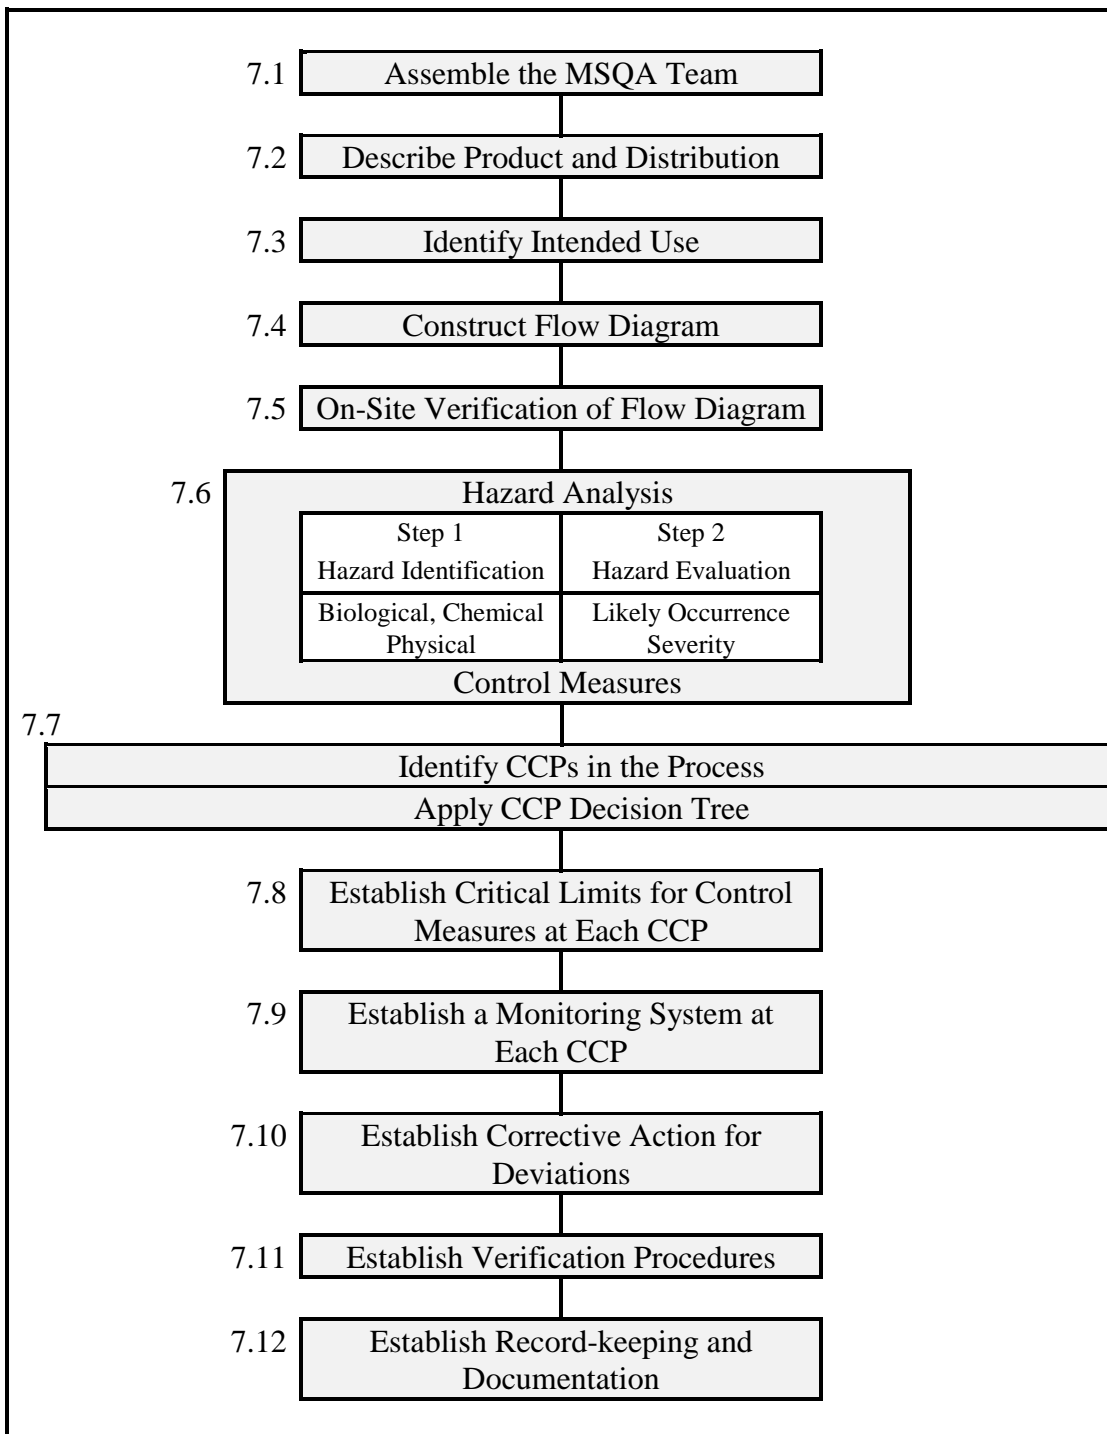 7.1 Assemble the MSQA Team
7.2 Describe Product and Distribution
7.3 Identify Intended Use
7.4 Construct Flow Diagram
7.5 On-Site Verification of Flow Diagram
7.6 Hazard Analysis
Step 1
Hazard Identification
Step 2
Hazard Evaluation
Biological, Chemical
Physical
Likely Occurrence
Severity
Control Measures
7.7
Identify CCPs in the Process
Apply CCP Decision Tree
7.8 Establish Critical Limits for Control
Measures at Each CCP
7.9 Establish a Monitoring System at
Each CCP
7.10 Establish Corrective Action for
Deviations
7.11 Establish Verification Procedures
7.12 Establish Record-keeping and
Documentation